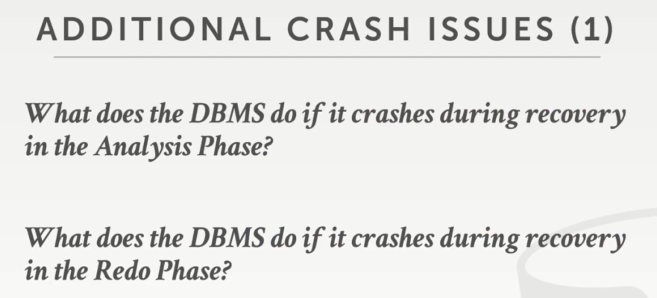 ADDITIONAL CRASH ISSUES (1)
What does the DBMS do if it crashes during recovery
in the Analysis Phase?
What does the DBMS do if it crashes during recovery
in the Redo Phase?